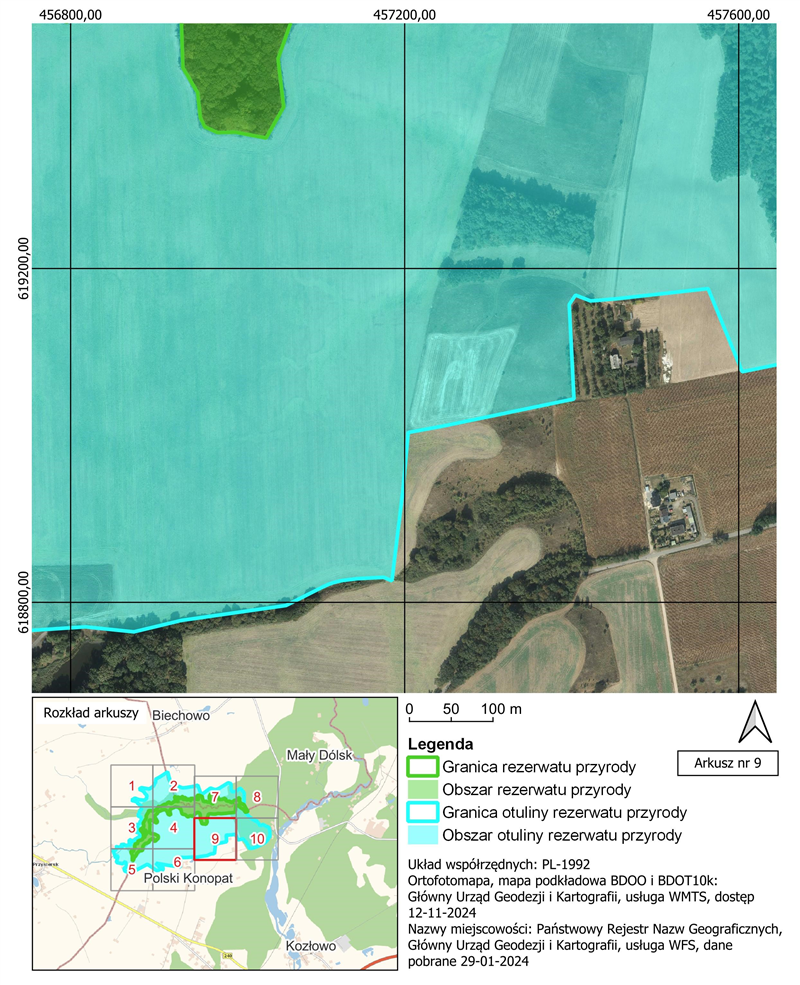 456800,00
457200,00
457600,00
619200,00
618800,00
Rozkład arkuszy
Biechowo
Mały Dólsk
1
2
7
8
3
4
9
10
5
6
Polski Konopat
Przysiersk
240
Kozłowo
0 50 100 m
Legenda
Granica rezerwatu przyrody
Obszar rezerwatu przyrody
Granica otuliny rezerwatu przyrody
Obszar otuliny rezerwatu przyrody
Arkusz nr 9
Układ współrzędnych: PL-1992
Ortofotomapa, mapa podkładowa BDOO i BDOT10k:
Główny Urząd Geodezji i Kartografii, usługa WMTS, dostęp
12-11-2024
Nazwy miejscowości: Państwowy Rejestr Nazw Geograficznych,
Główny Urząd Geodezji i Kartografii, usługa WFS, dane
pobrane 29-01-2024